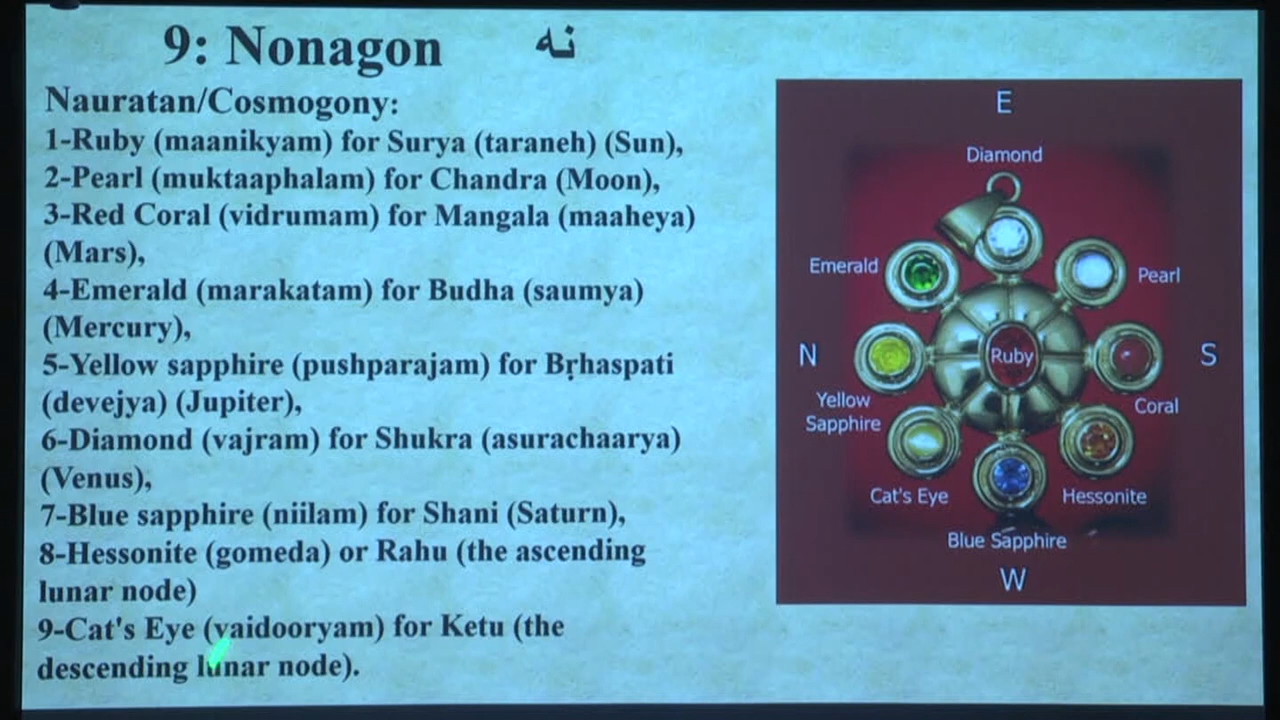 9: Nonagon نه
Nauratan/Cosmogony:
1-Ruby (maanikyam) for Surya (taraneh) (Sun),
2-Pearl (muktaaphalam) for Chandra (Moon),
3-Red Coral (vidrumam) for Mangala (maaheya)
(Mars),
4-Emerald (marakatam) for Budha (saumya)
(Mercury),
5-Yellow sapphire (pushparajam) for Bṛhaspati
(devejya) (Jupiter),
6-Diamond (vajram) for Shukra (asurachaarya)
(Venus),
7-Blue sapphire (niilam) for Shani (Saturn),
8-Hessonite (gomeda) or Rahu (the ascending
lunar node)
9-Cat's Eye (vaidooryam) for Ketu (the
descending lunar node).
E
Diamond
Emerald
Pearl
N
Ruby
S
Yellow
Sapphire
Coral
Cat's Eye
Hessonite
Blue Sapphire
W